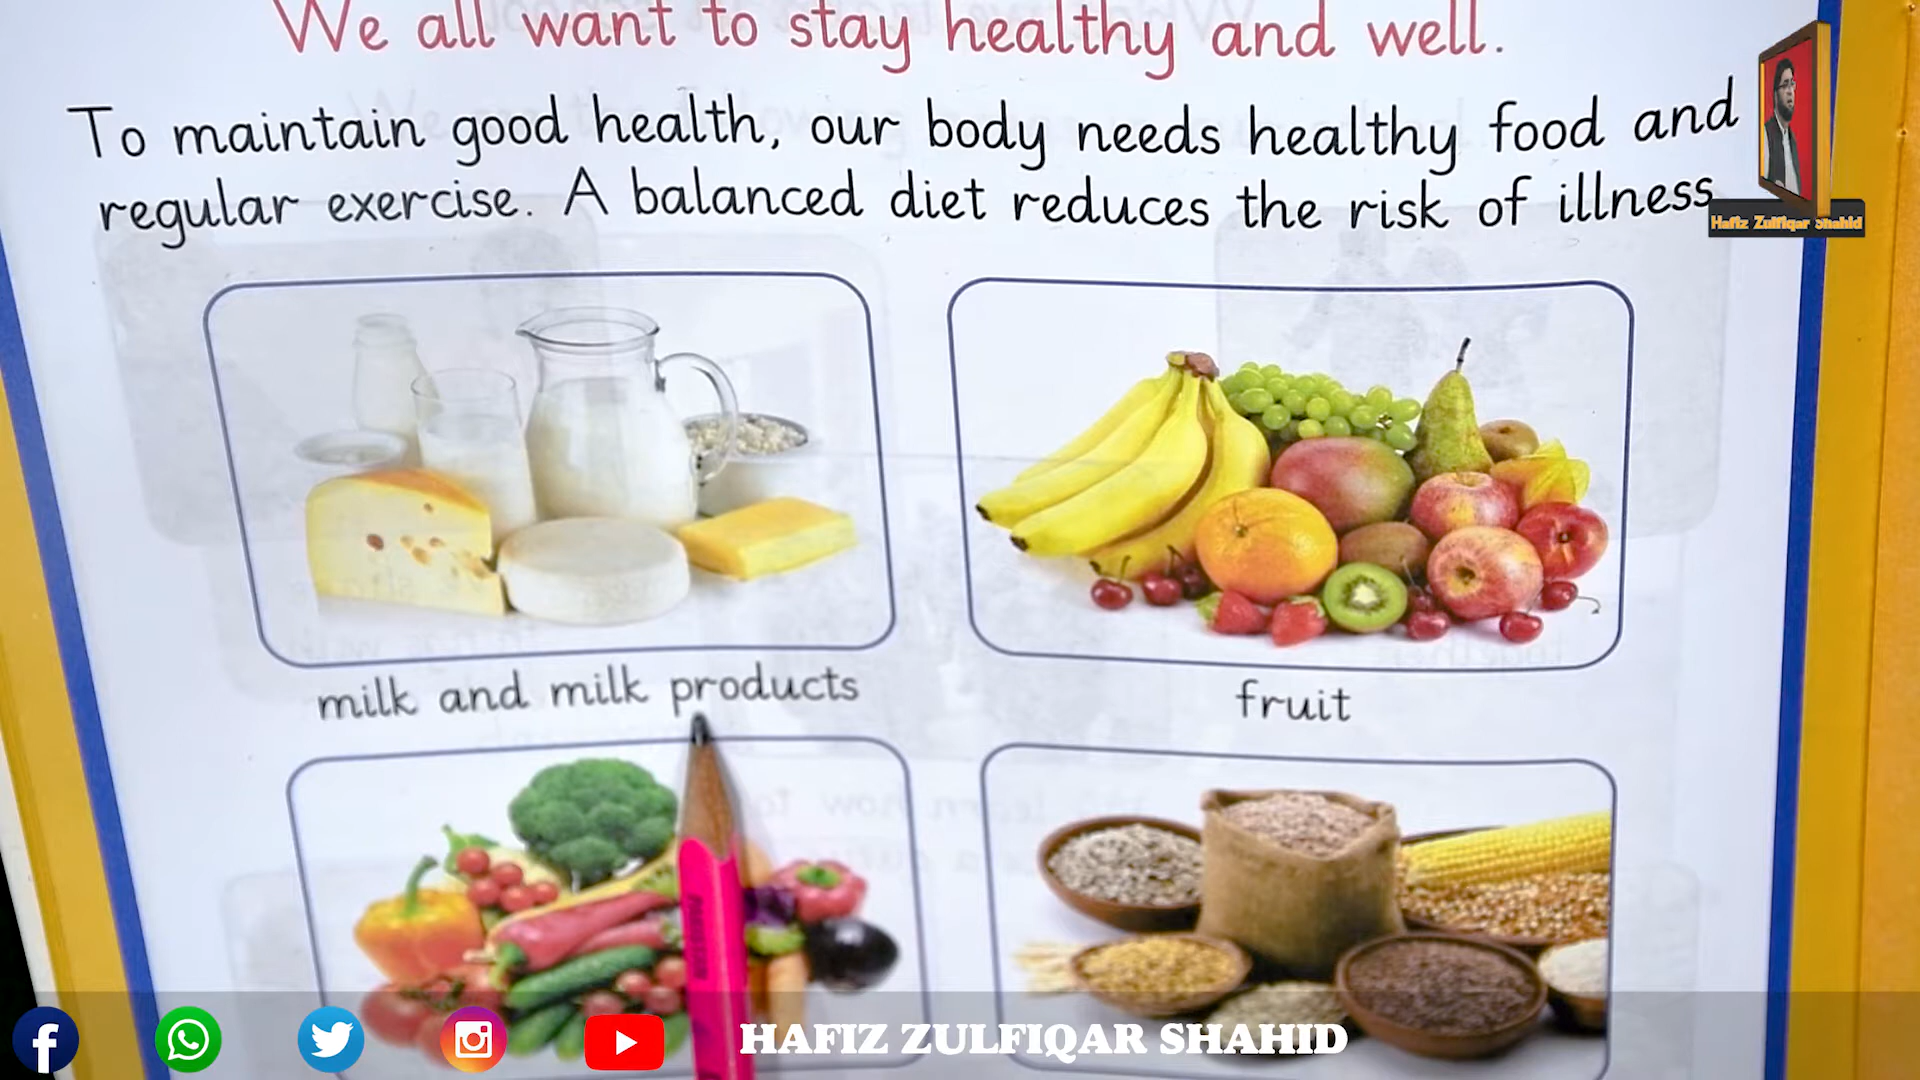 We all want to stay healthy and well.
To maintain good health, our body needs healthy food and
regular exercise. A balanced diet reduces the risk of illness
Hafiz Zulfiqar Shahid
milk and milk products
fruit
HAFIZ ZULFIQAR SHAHID